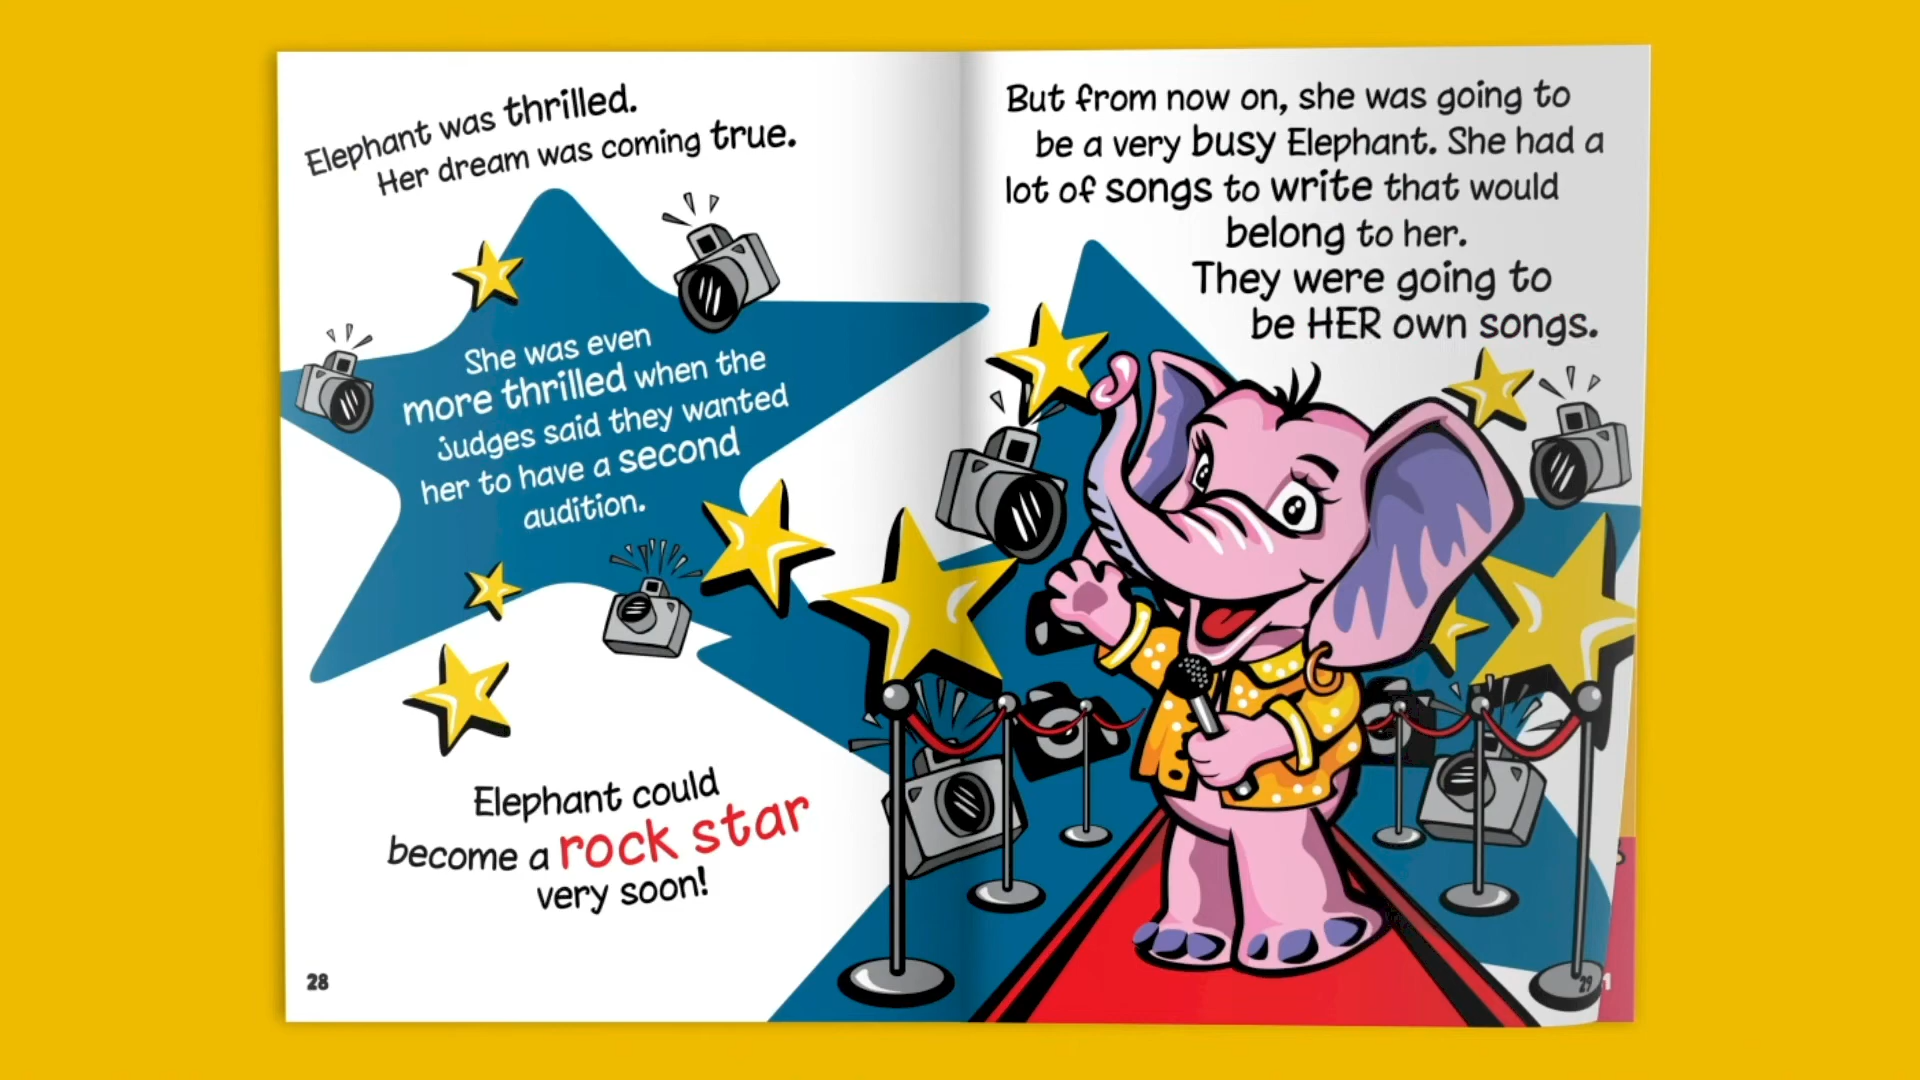 Elephant was thrilled.
Her dream was coming true.
She was even
more thrilled when the
judges said they wanted
her to have a second
audition.
Elephant could
become a rock star
very soon!
28
But from now on, she was going to
be a very busy Elephant. She had a
lot of songs to write that would
belong to her.
They were going to
be HER own songs.
29